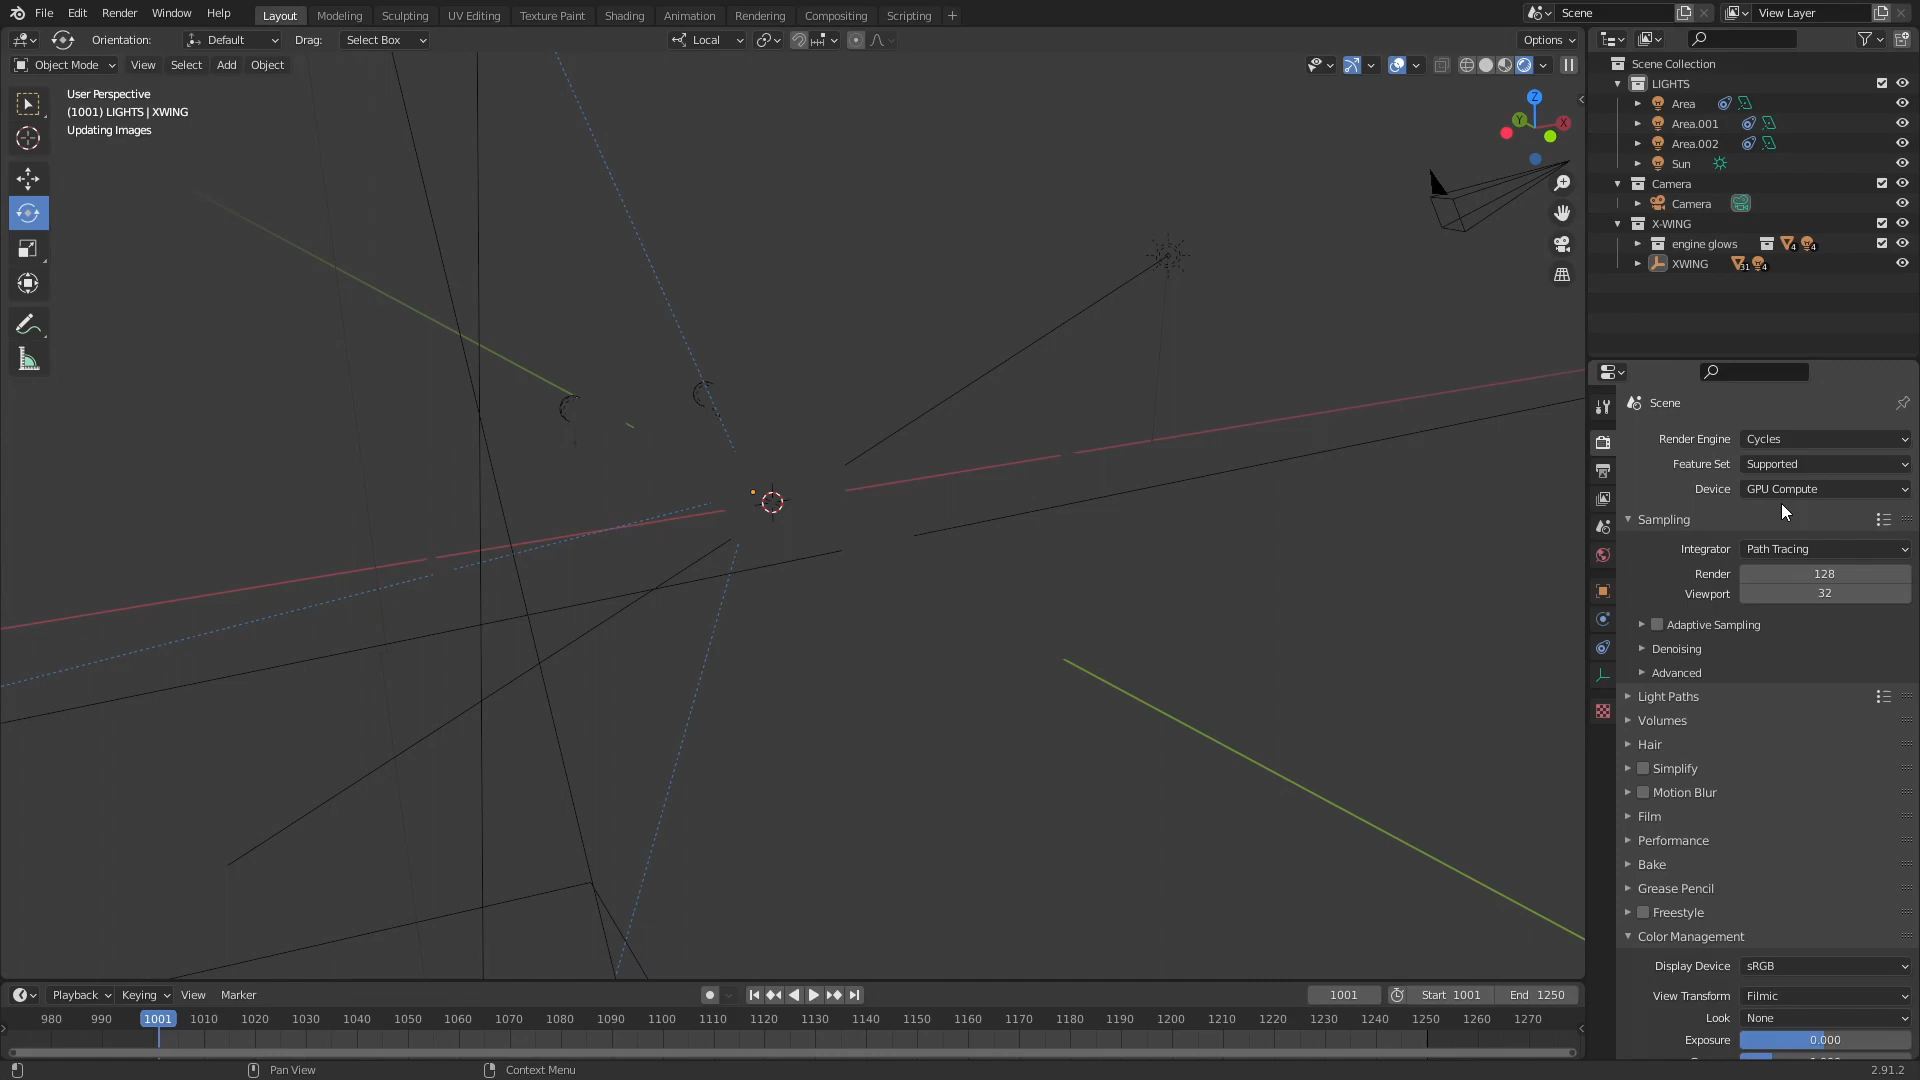 File Edit Render Window Help Layout Modeling Sculpting UV Editing Texture Paint Shading Animation Rendering Compositing Scripting + Scene View Layer
Orientation: Default Drag: Select Box Local Options
Object Mode View Select Add Object
User Perspective
(1001) LIGHTS | XWING
Updating Images
Z
Y
X
Scene Collection
LIGHTS
Area
Area.001
Area.002
Sun
Camera
Camera
X-WING
engine glows 4 4
XWING 31 4
Scene
Render Engine Cycles
Feature Set Supported
Device GPU Compute
Sampling
Integrator Path Tracing
Render 128
Viewport 32
Adaptive Sampling
Denoising
Advanced
Light Paths
Volumes
Hair
Simplify
Motion Blur
Film
Performance
Bake
Grease Pencil
Freestyle
Color Management
Display Device sRGB
View Transform Filmic
Look None
Exposure 0.000
Playback Keying View Marker 1001 Start 1001 End 1250
980 990 1001 1010 1020 1030 1040 1050 1060 1070 1080 1090 1100 1110 1120 1130 1140 1150 1160 1170 1180 1190 1200 1210 1220 1230 1240 1250 1260 1270
Pan View Context Menu 2.91.2